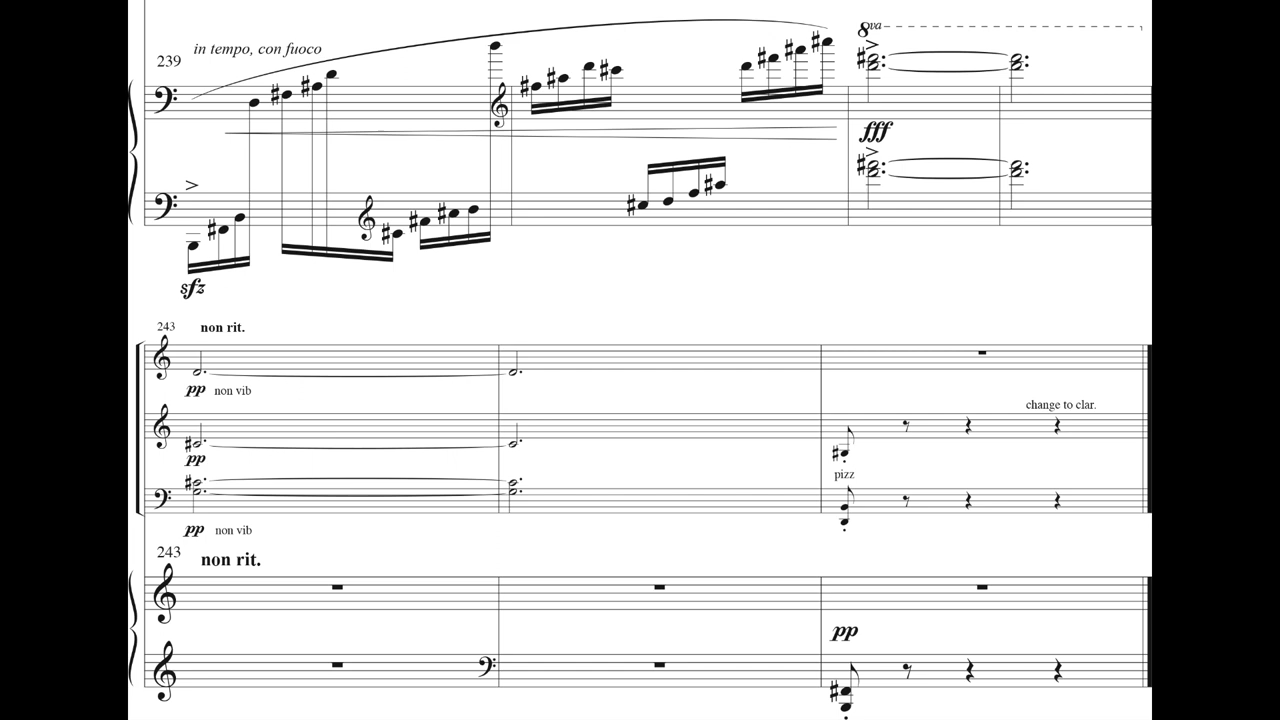 in tempo, con fuoco
239
8va
fff
sfz
243 non rit.
pp non vib
change to clar.
pp
pizz
pp non vib
243 non rit.
pp